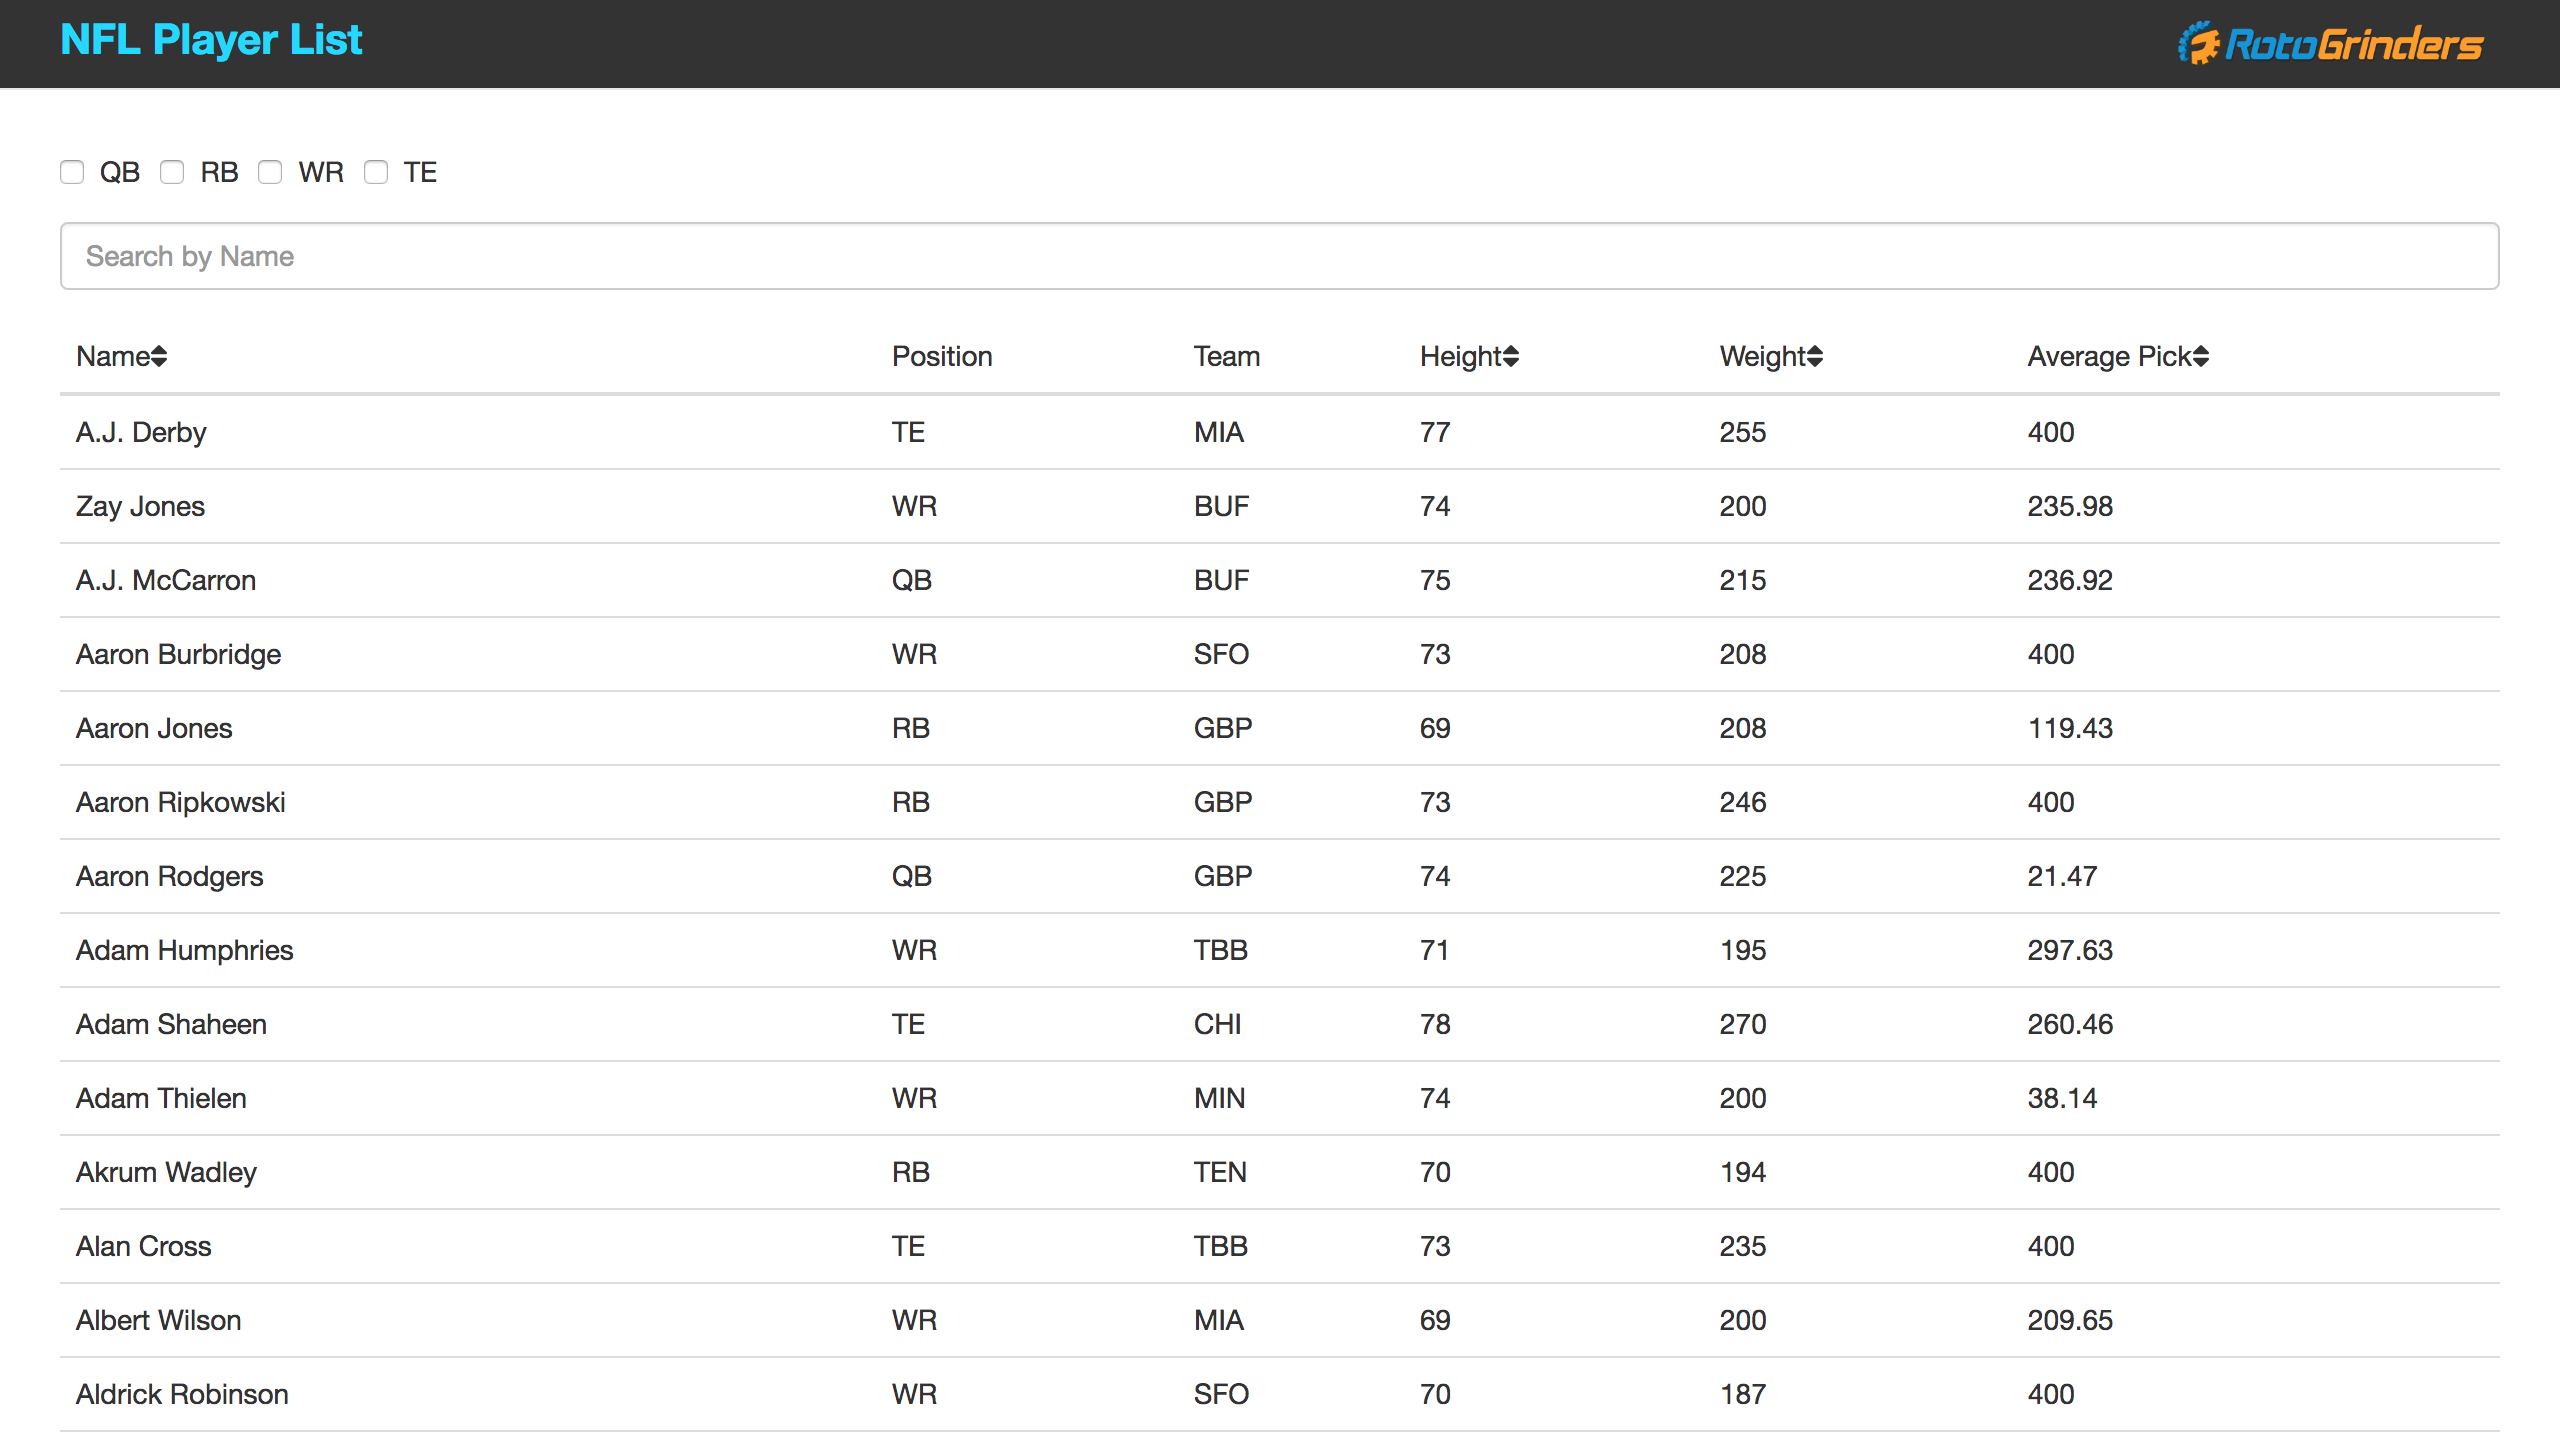 NFL Player List RotoGrinders
QB RB WR TE
Search by Name
Name Position Team Height Weight Average Pick
A.J. Derby TE MIA 77 255 400
Zay Jones WR BUF 74 200 235.98
A.J. McCarron QB BUF 75 215 236.92
Aaron Burbridge WR SFO 73 208 400
Aaron Jones RB GBP 69 208 119.43
Aaron Ripkowski RB GBP 73 246 400
Aaron Rodgers QB GBP 74 225 21.47
Adam Humphries WR TBB 71 195 297.63
Adam Shaheen TE CHI 78 270 260.46
Adam Thielen WR MIN 74 200 38.14
Akrum Wadley RB TEN 70 194 400
Alan Cross TE TBB 73 235 400
Albert Wilson WR MIA 69 200 209.65
Aldrick Robinson WR SFO 70 187 400